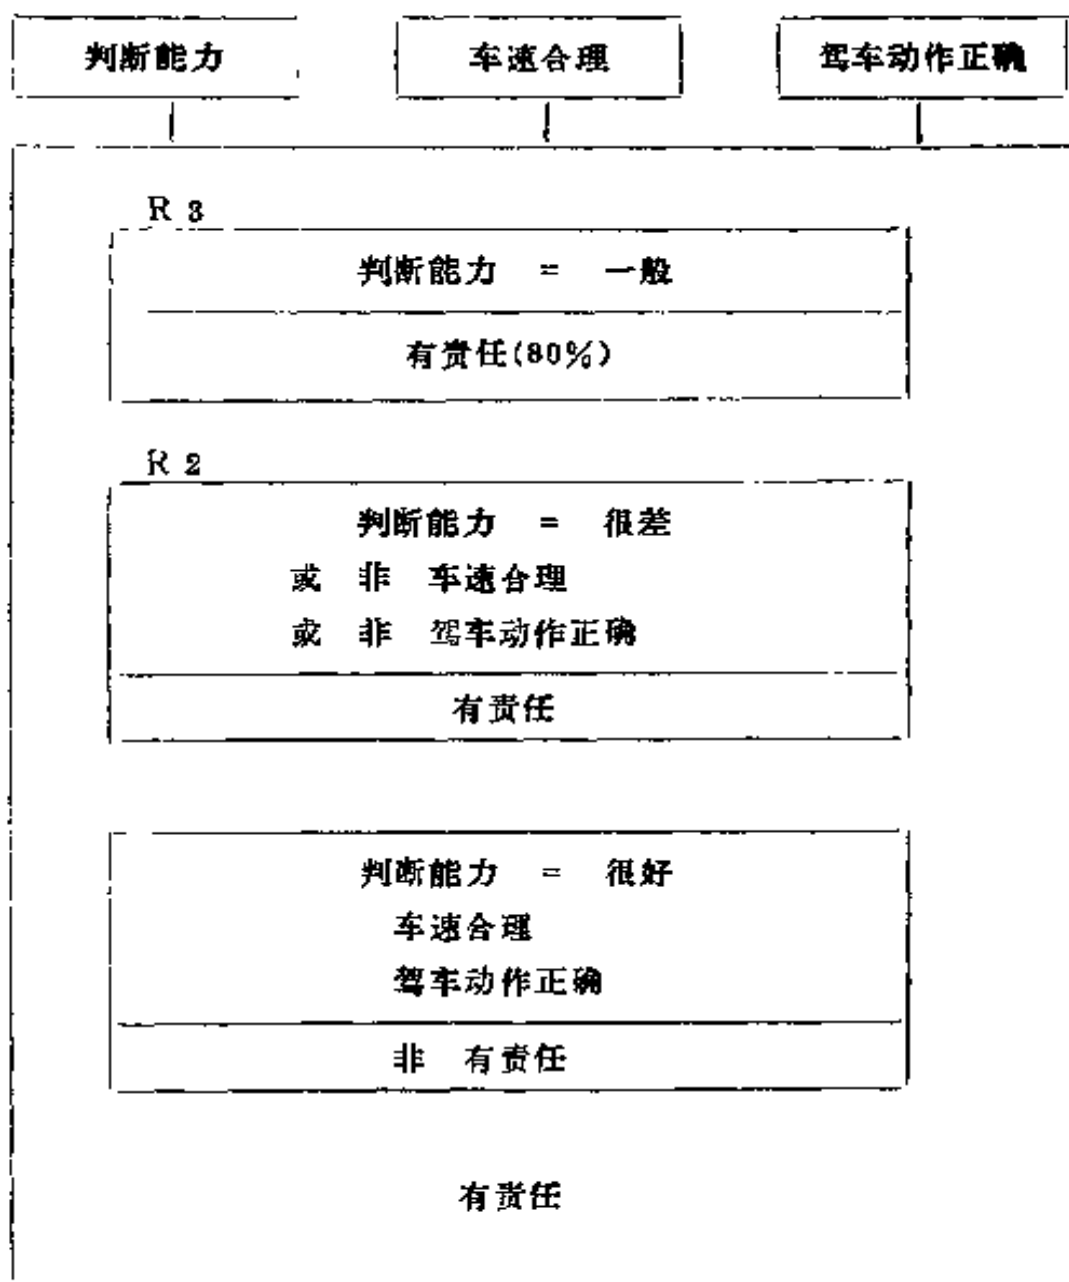 判断能力
车速合理
驾车动作正确
R 3
判断能力 = 一般
有责任(80%)
R 2
判断能力 = 很差
或 非 车速合理
或 非 驾车动作正确
有责任
判断能力 = 很好
车速合理
驾车动作正确
非 有责任
有责任